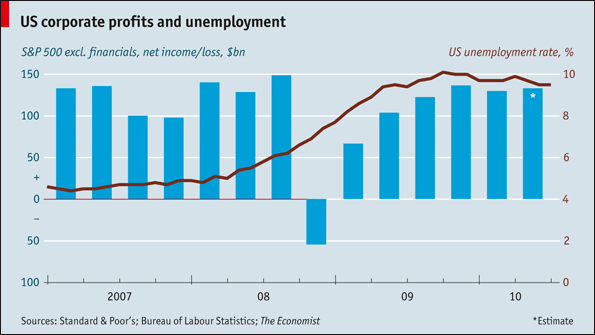 US corporate profits and unemployment
S&P 500 excl. financials, net income/loss, $bn
US unemployment rate, %
150 10
100 8
50 6
+
0 4
–
50 2
100 0
2007 08 09 10
Sources: Standard & Poor's; Bureau of Labour Statistics; The Economist
*Estimate